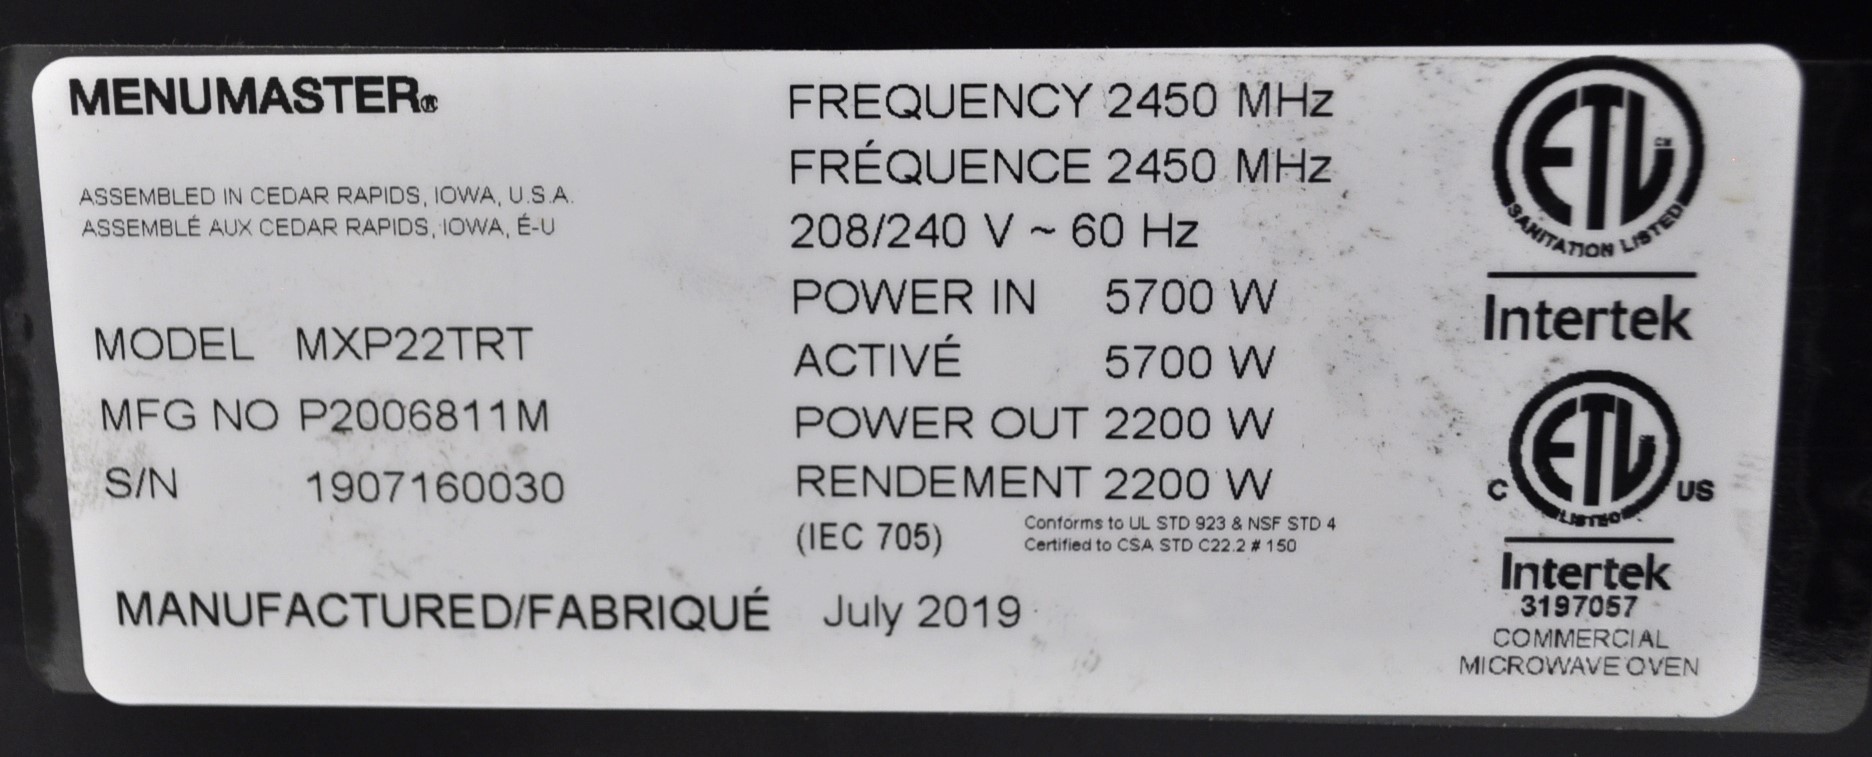 MENUMASTER®
ASSEMBLED IN CEDAR RAPIDS, IOWA, U.S.A.
ASSEMBLÉ AUX CEDAR RAPIDS, IOWA, É-U
MODEL MXP22TRT
MFG NO P2006811M
S/N 1907160030
MANUFACTURED/FABRIQUÉ July 2019
FREQUENCY 2450 MHz
FRÉQUENCE 2450 MHz
208/240 V ~ 60 Hz
POWER IN 5700 W
ACTIVÉ 5700 W
POWER OUT 2200 W
RENDEMENT 2200 W
(IEC 705)
Conforms to UL STD 923 & NSF STD 4
Certified to CSA STD C22.2 # 150
ETL
SANITATION LISTED
Intertek
C ETL US
LISTED
Intertek
3197057
COMMERCIAL
MICROWAVE OVEN